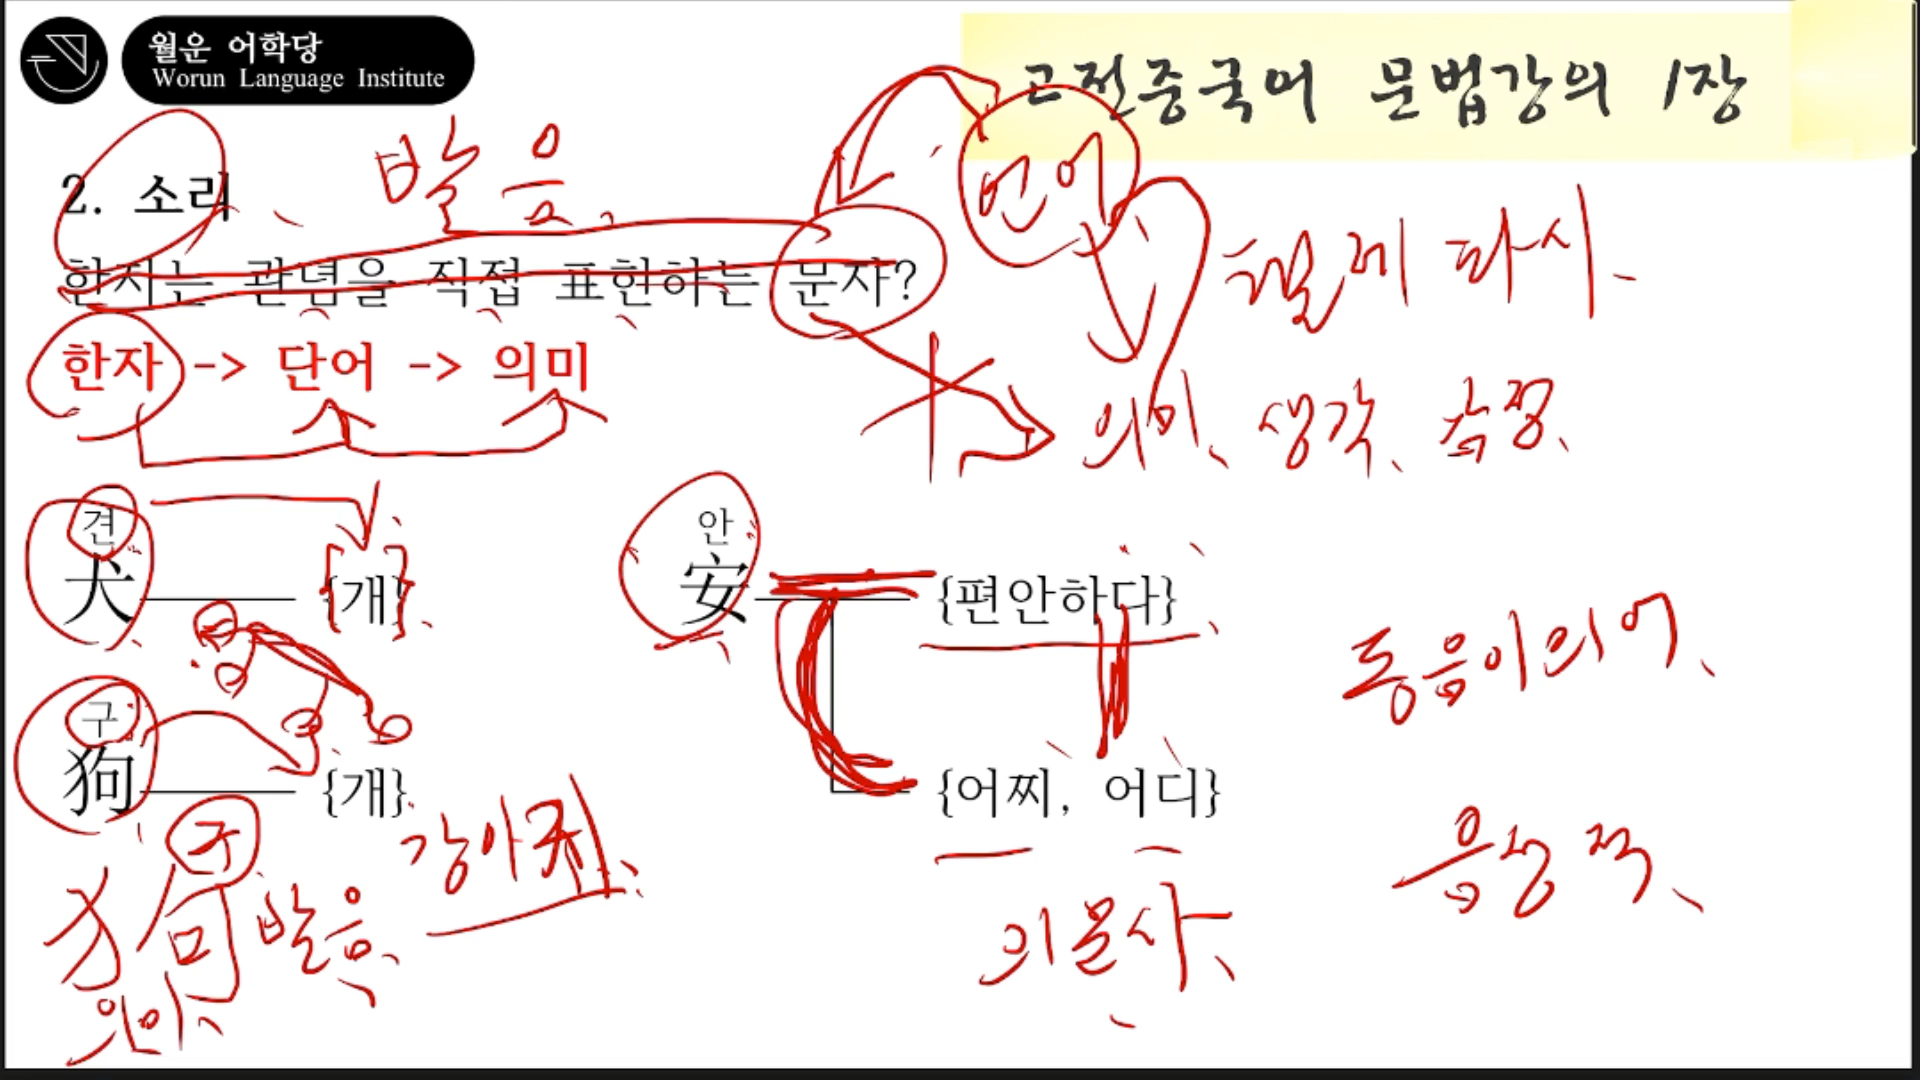 월운 어학당
Worun Language Institute
고전중국어 문법강의 1장
2. 소리
발음
언어
한자는 관념을 직접 표현하는 문자?
한자 -> 단어 -> 의미
의미, 생각, 감정,
견
犬
{개}
안
安
{편안하다}
동음이의어
구
狗
{개}
{어찌, 어디}
강아지
구
발음
음성적
의문사
의미